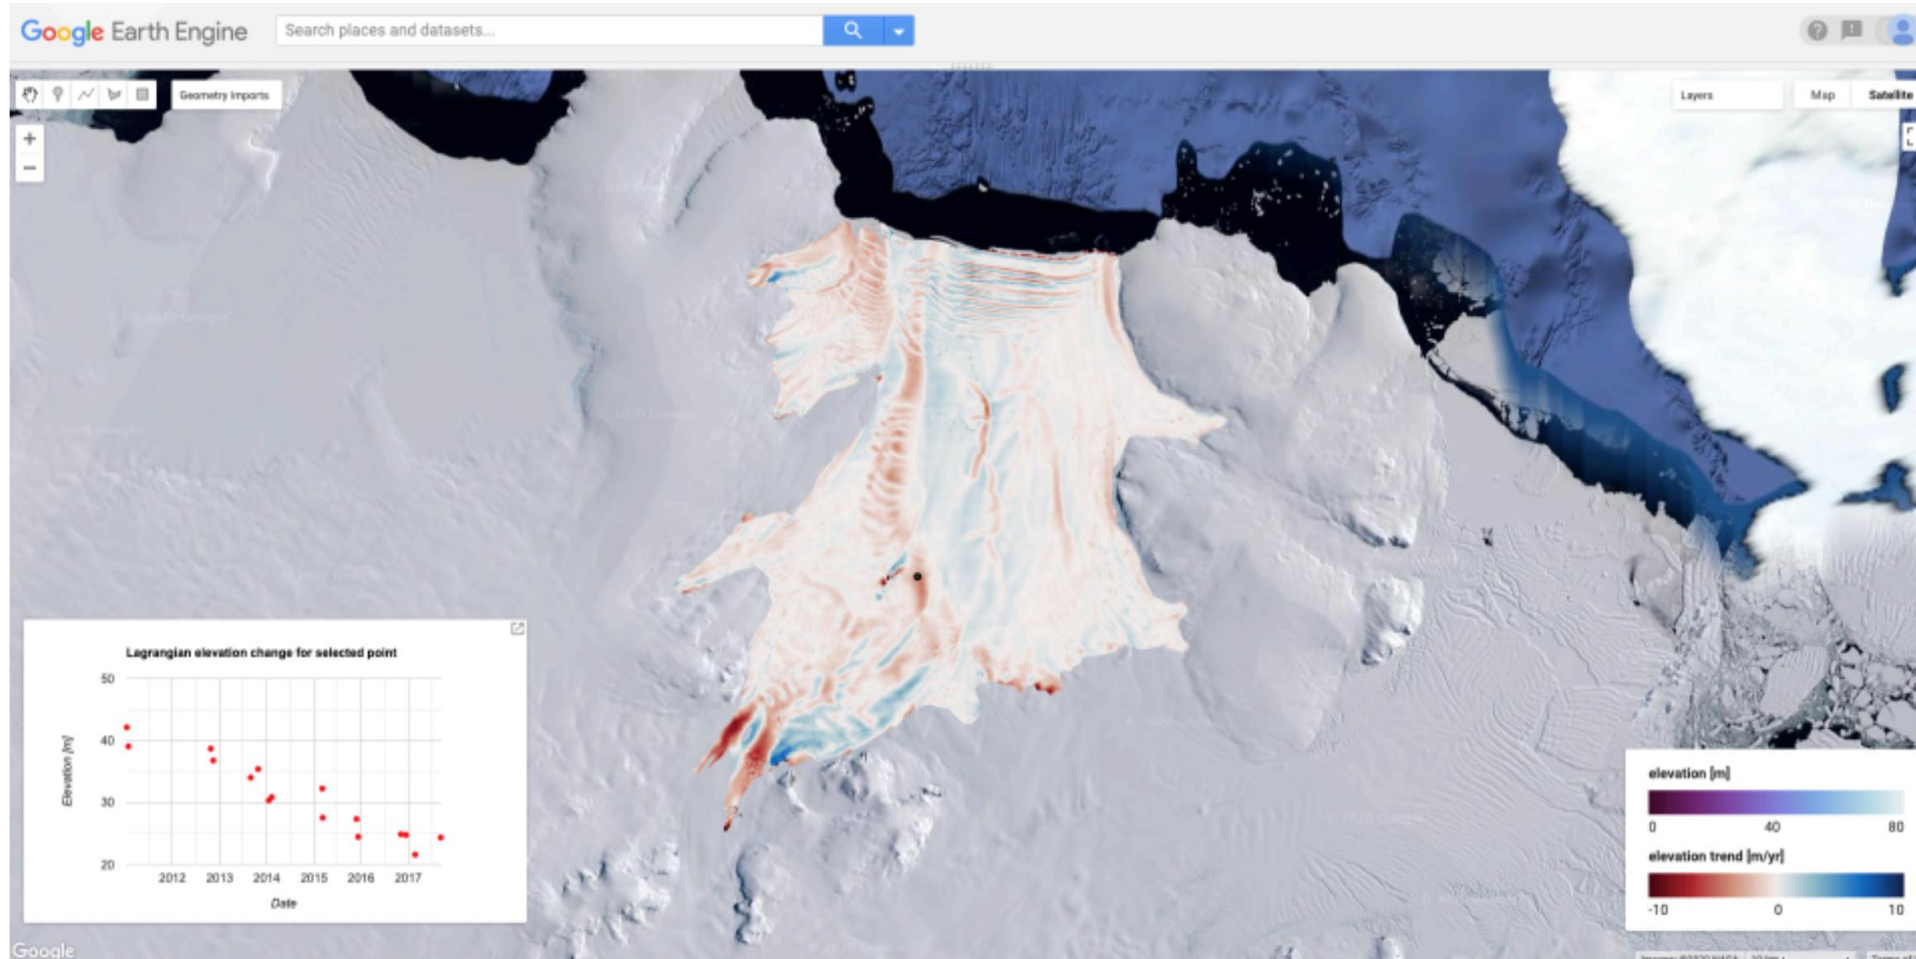 Google Earth Engine
Search places and datasets...
Geometry Imports
Layers
Map
Satellite
Lagrangian elevation change for selected point
50
40
30
20
Elevation [m]
2012 2013 2014 2015 2016 2017
Date
elevation [m]
0 40 80
elevation trend [m/yr]
-10 0 10
Google